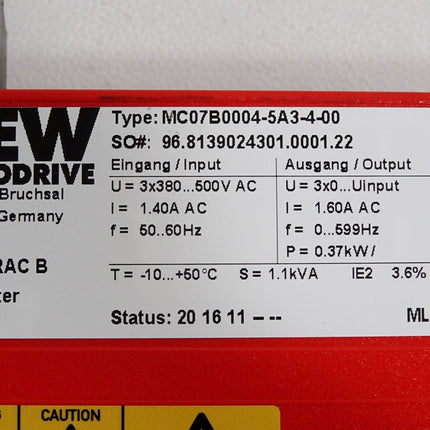 EW
ODRIVE
Bruchsal
Germany
RAC B
ter
Type: MC07B0004-5A3-4-00
SO#: 96.8139024301.0001.22
Eingang / Input
U = 3x380...500V AC
I = 1.40A AC
f = 50..60Hz
Ausgang / Output
U = 3x0...Uinput
I = 1.60A AC
f = 0...599Hz
P = 0.37kW /
T = -10...+50°C S = 1.1kVA IE2 3.6%
Status: 20 16 11 – --
ML
G
CAUTION